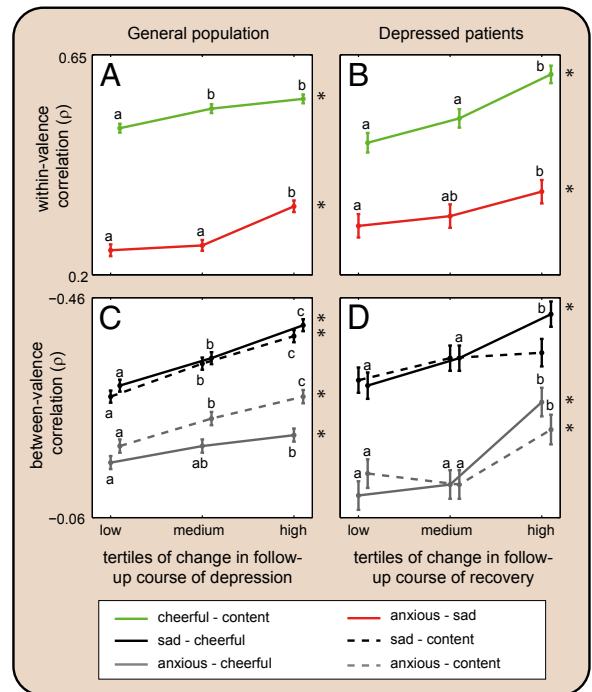 General population
Depressed patients
0.65
A
B
within-valence
correlation (ρ)
a
b
b
*
a
a
b
*
a
a
b
*
a
ab
b
*
0.2
−0.46
C
D
between-valence
correlation (ρ)
a
b
c
*
*
a
b
c
a
b
c
*
a
ab
b
*
b
*
a
a
b
*
b
*
a
a
a
a
−0.06
low
medium
high
low
medium
high
tertiles of change in follow-
up course of depression
tertiles of change in follow-
up course of recovery
cheerful - content
anxious - sad
sad - cheerful
sad - content
anxious - cheerful
anxious - content